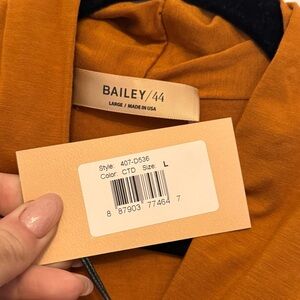 BAILEY/44
LARGE / MADE IN USA
Style: 407-D536
Color: CTD Size: L
8 87903 77464 7